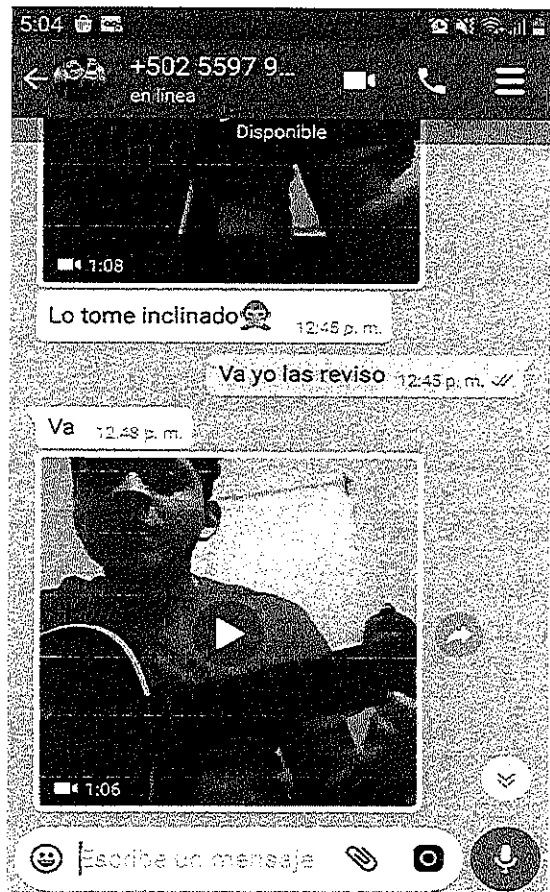 5:04
+502 5597 9...
en línea
Disponible
1:08
Lo tome inclinado
12:45 p. m.
Va yo las reviso 12:45 p. m.
Va 12:48 p. m.
1:06
Escribe un mensaje